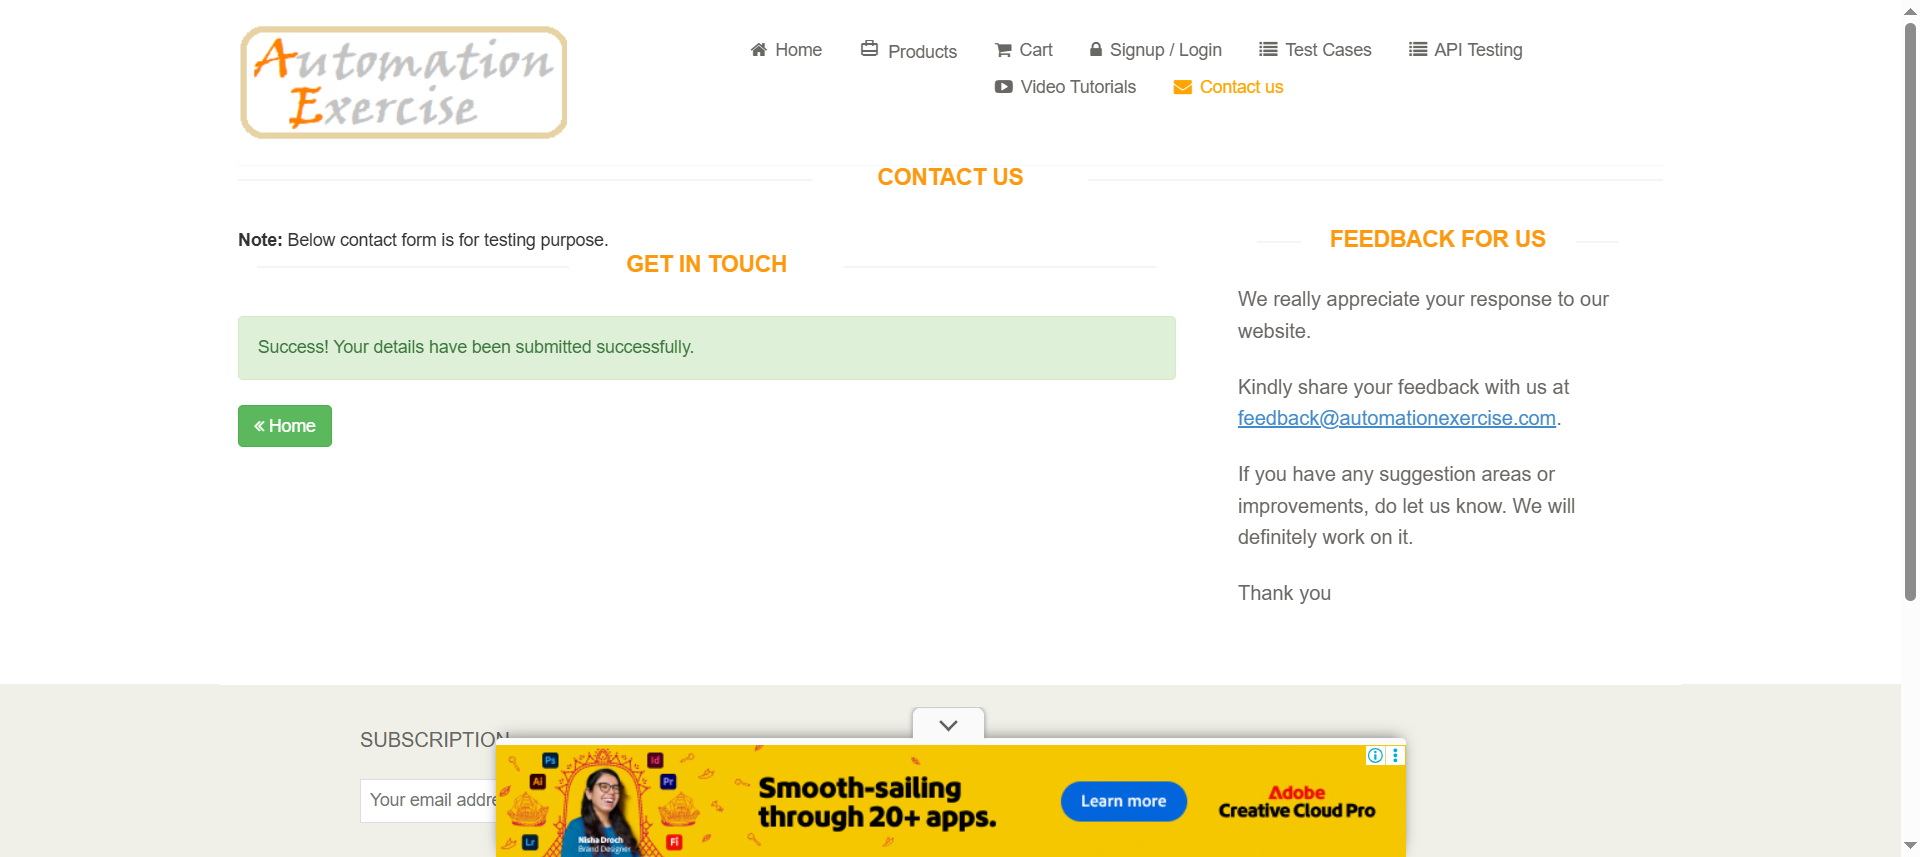 Automation
Exercise
Home
Products
Cart
Signup / Login
Test Cases
API Testing
Video Tutorials
Contact us
CONTACT US
Note: Below contact form is for testing purpose.
GET IN TOUCH
Success! Your details have been submitted successfully.
« Home
FEEDBACK FOR US
We really appreciate your response to our
website.
Kindly share your feedback with us at
feedback@automationexercise.com.
If you have any suggestion areas or
improvements, do let us know. We will
definitely work on it.
Thank you
SUBSCRIPTION
Your email addre
Ps
Id
Ai
Pr
Lr
Fi
Nisha Droch
Brand Designer
Smooth-sailing
through 20+ apps.
Learn more
Adobe
Creative Cloud Pro